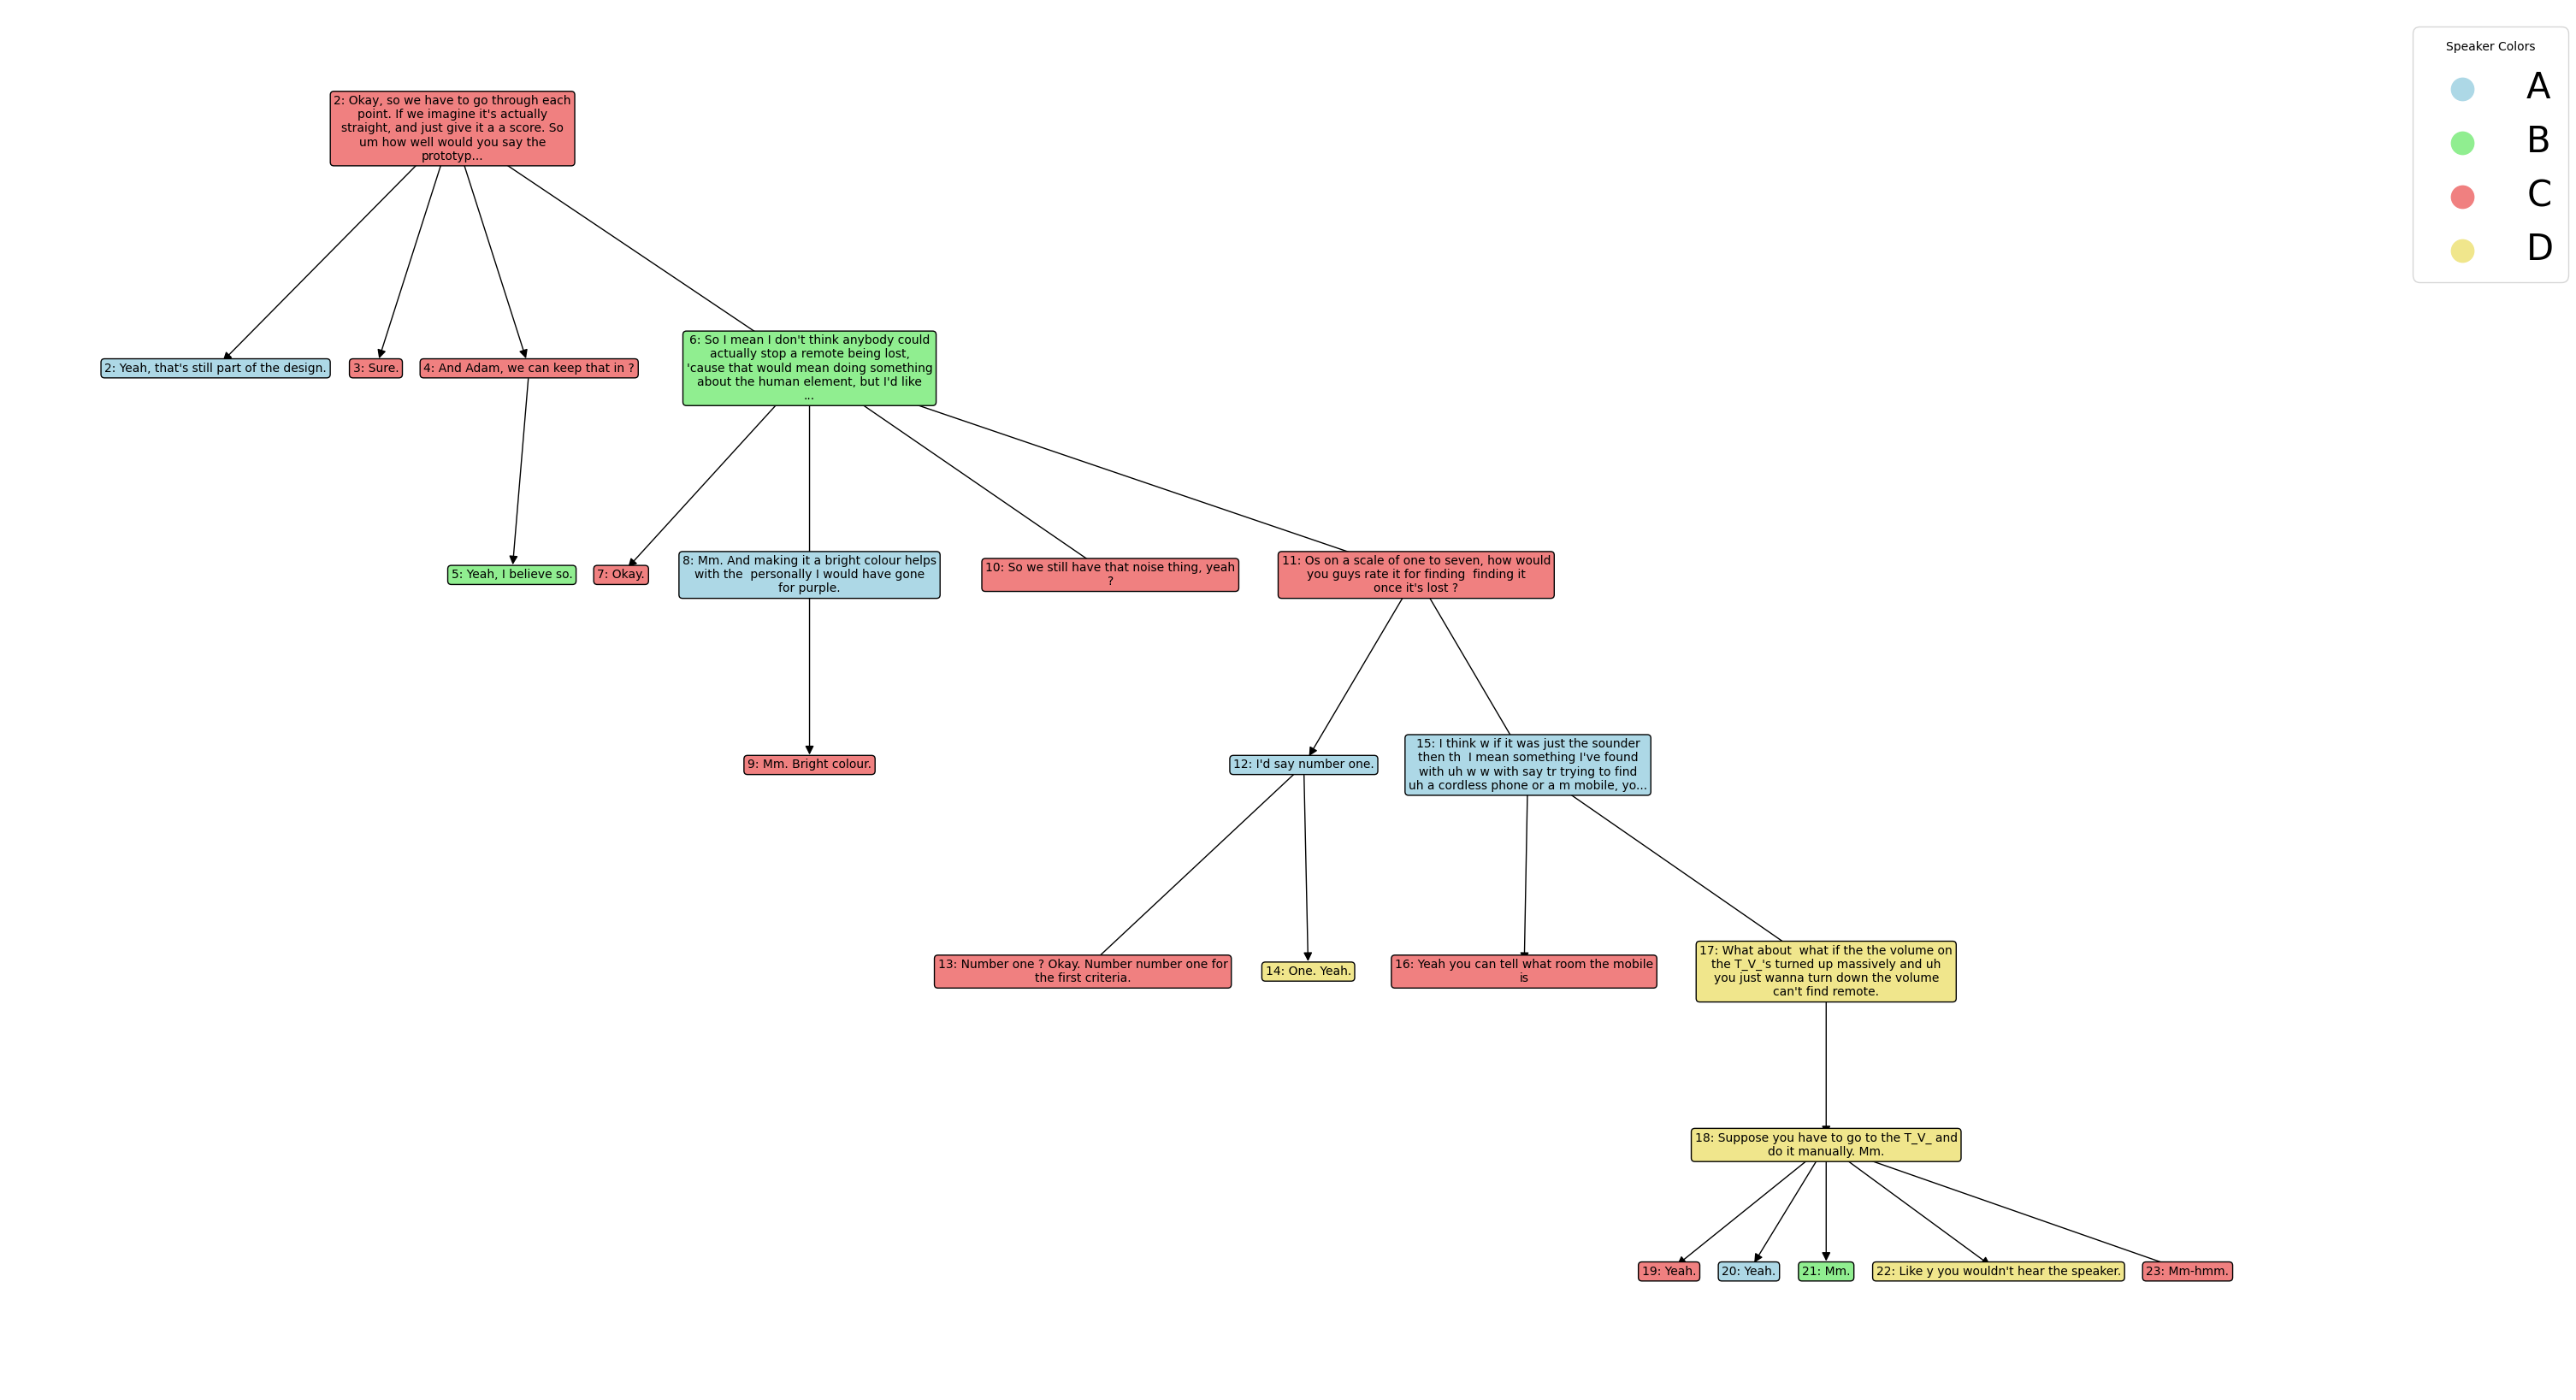 Speaker Colors
A
B
C
D
2: Okay, so we have to go through each
point. If we imagine it's actually
straight, and just give it a a score. So
um how well would you say the
prototyp...
2: Yeah, that's still part of the design.
3: Sure.
4: And Adam, we can keep that in ?
6: So I mean I don't think anybody could
actually stop a remote being lost,
'cause that would mean doing something
about the human element, but I'd like
...
5: Yeah, I believe so.
7: Okay.
8: Mm. And making it a bright colour helps
with the  personally I would have gone
for purple.
10: So we still have that noise thing, yeah
?
11: Os on a scale of one to seven, how would
you guys rate it for finding  finding it
once it's lost ?
9: Mm. Bright colour.
12: I'd say number one.
15: I think w if it was just the sounder
then th  I mean something I've found
with uh w w with say tr trying to find
uh a cordless phone or a m mobile, yo...
13: Number one ? Okay. Number number one for
the first criteria.
14: One. Yeah.
16: Yeah you can tell what room the mobile
is
17: What about  what if the the volume on
the T_V_'s turned up massively and uh
you just wanna turn down the volume
can't find remote.
18: Suppose you have to go to the T_V_ and
do it manually. Mm.
19: Yeah.
20: Yeah.
21: Mm.
22: Like y you wouldn't hear the speaker.
23: Mm-hmm.